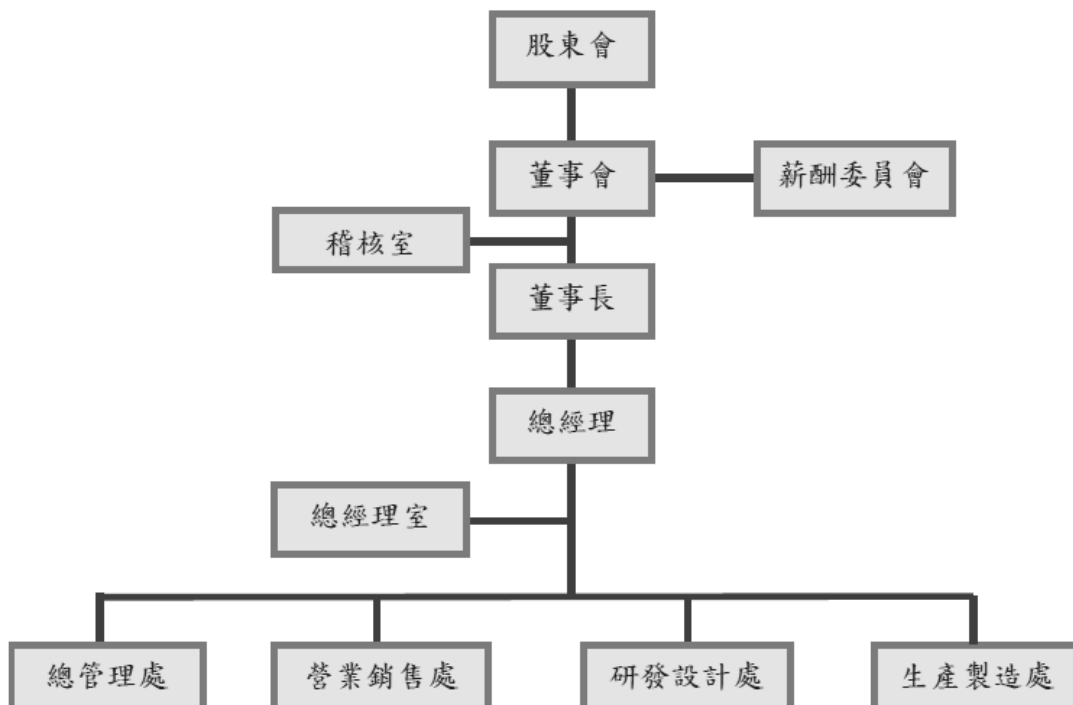 股東會
董事會
薪酬委員會
稽核室
董事長
總經理
總經理室
總管理處
營業銷售處
研發設計處
生產製造處